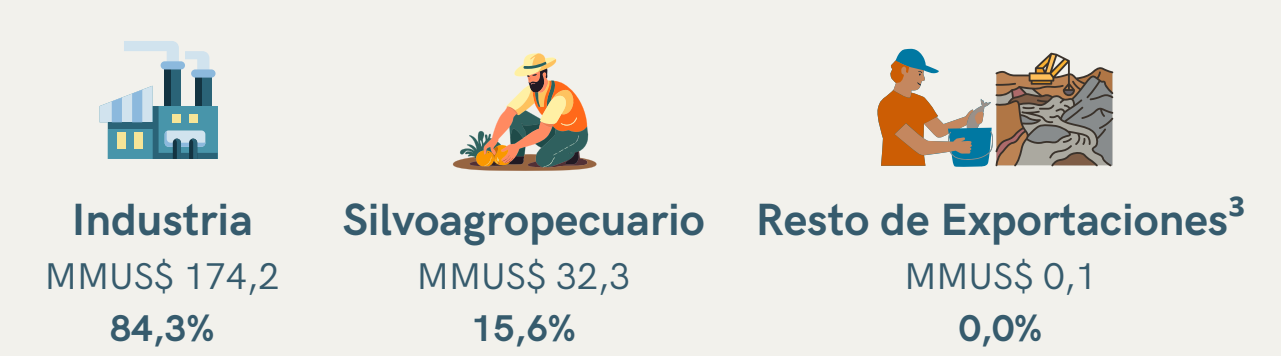 Industria
MMUS$ 174,2
84,3%
Silvoagropecuario
MMUS$ 32,3
15,6%
Resto de Exportaciones³
MMUS$ 0,1
0,0%